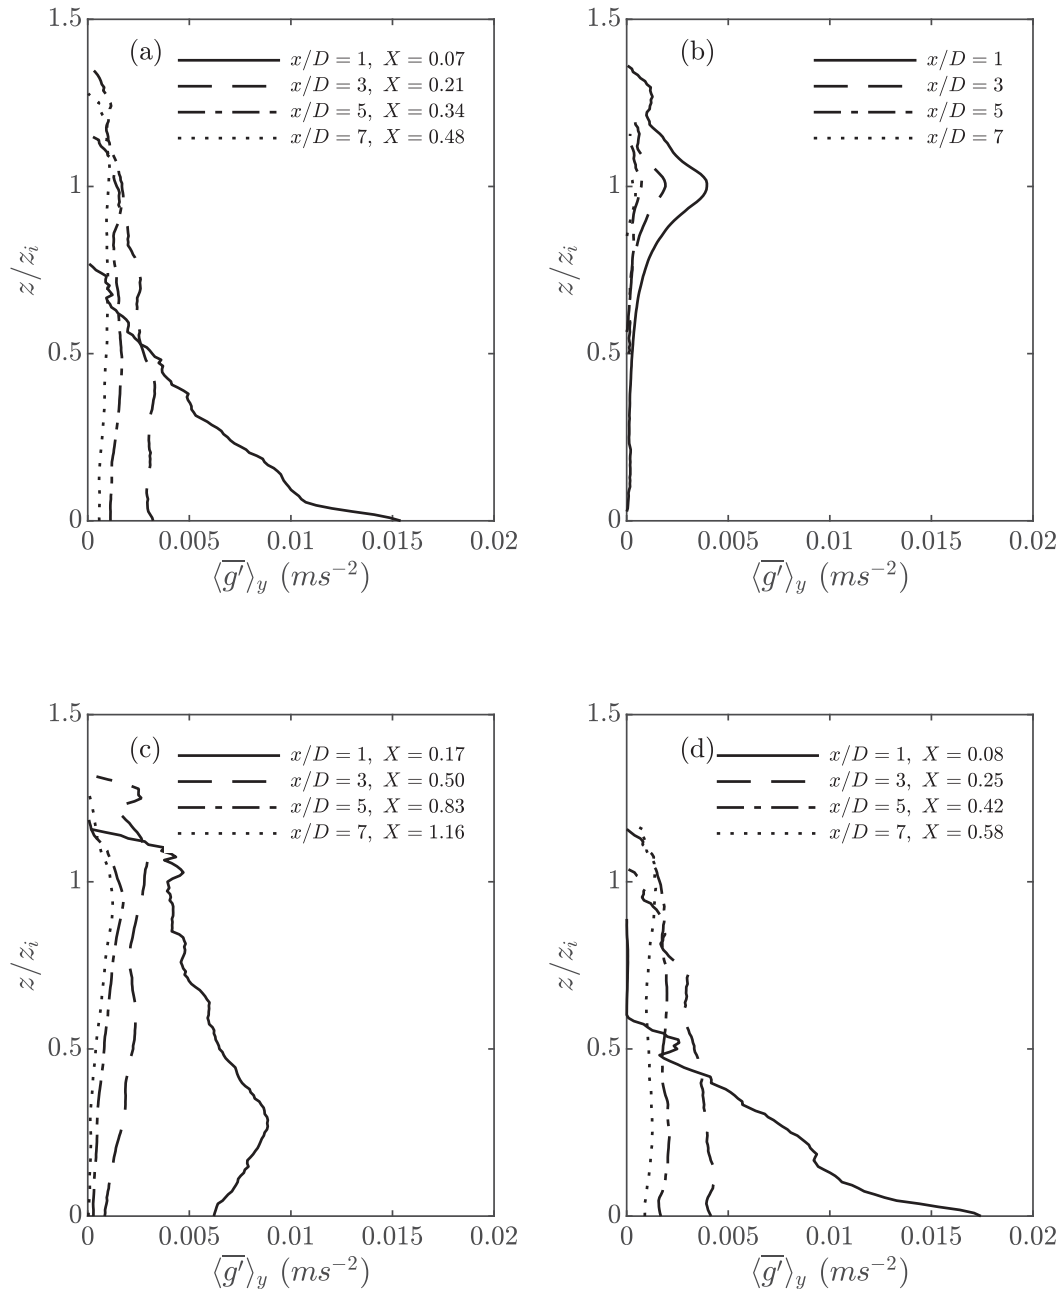 1.5
(a)
x/D = 1, X = 0.07
x/D = 3, X = 0.21
x/D = 5, X = 0.34
x/D = 7, X = 0.48
1
z/z_i
0.5
0
0 0.005 0.01 0.015 0.02
⟨g̅'⟩_y (ms⁻²)
1.5
(b)
x/D = 1
x/D = 3
x/D = 5
x/D = 7
1
z/z_i
0.5
0
0 0.005 0.01 0.015 0.02
⟨g̅'⟩_y (ms⁻²)
1.5
(c)
x/D = 1, X = 0.17
x/D = 3, X = 0.50
x/D = 5, X = 0.83
x/D = 7, X = 1.16
1
z/z_i
0.5
0
0 0.005 0.01 0.015 0.02
⟨g̅'⟩_y (ms⁻²)
1.5
(d)
x/D = 1, X = 0.08
x/D = 3, X = 0.25
x/D = 5, X = 0.42
x/D = 7, X = 0.58
1
z/z_i
0.5
0
0 0.005 0.01 0.015 0.02
⟨g̅'⟩_y (ms⁻²)